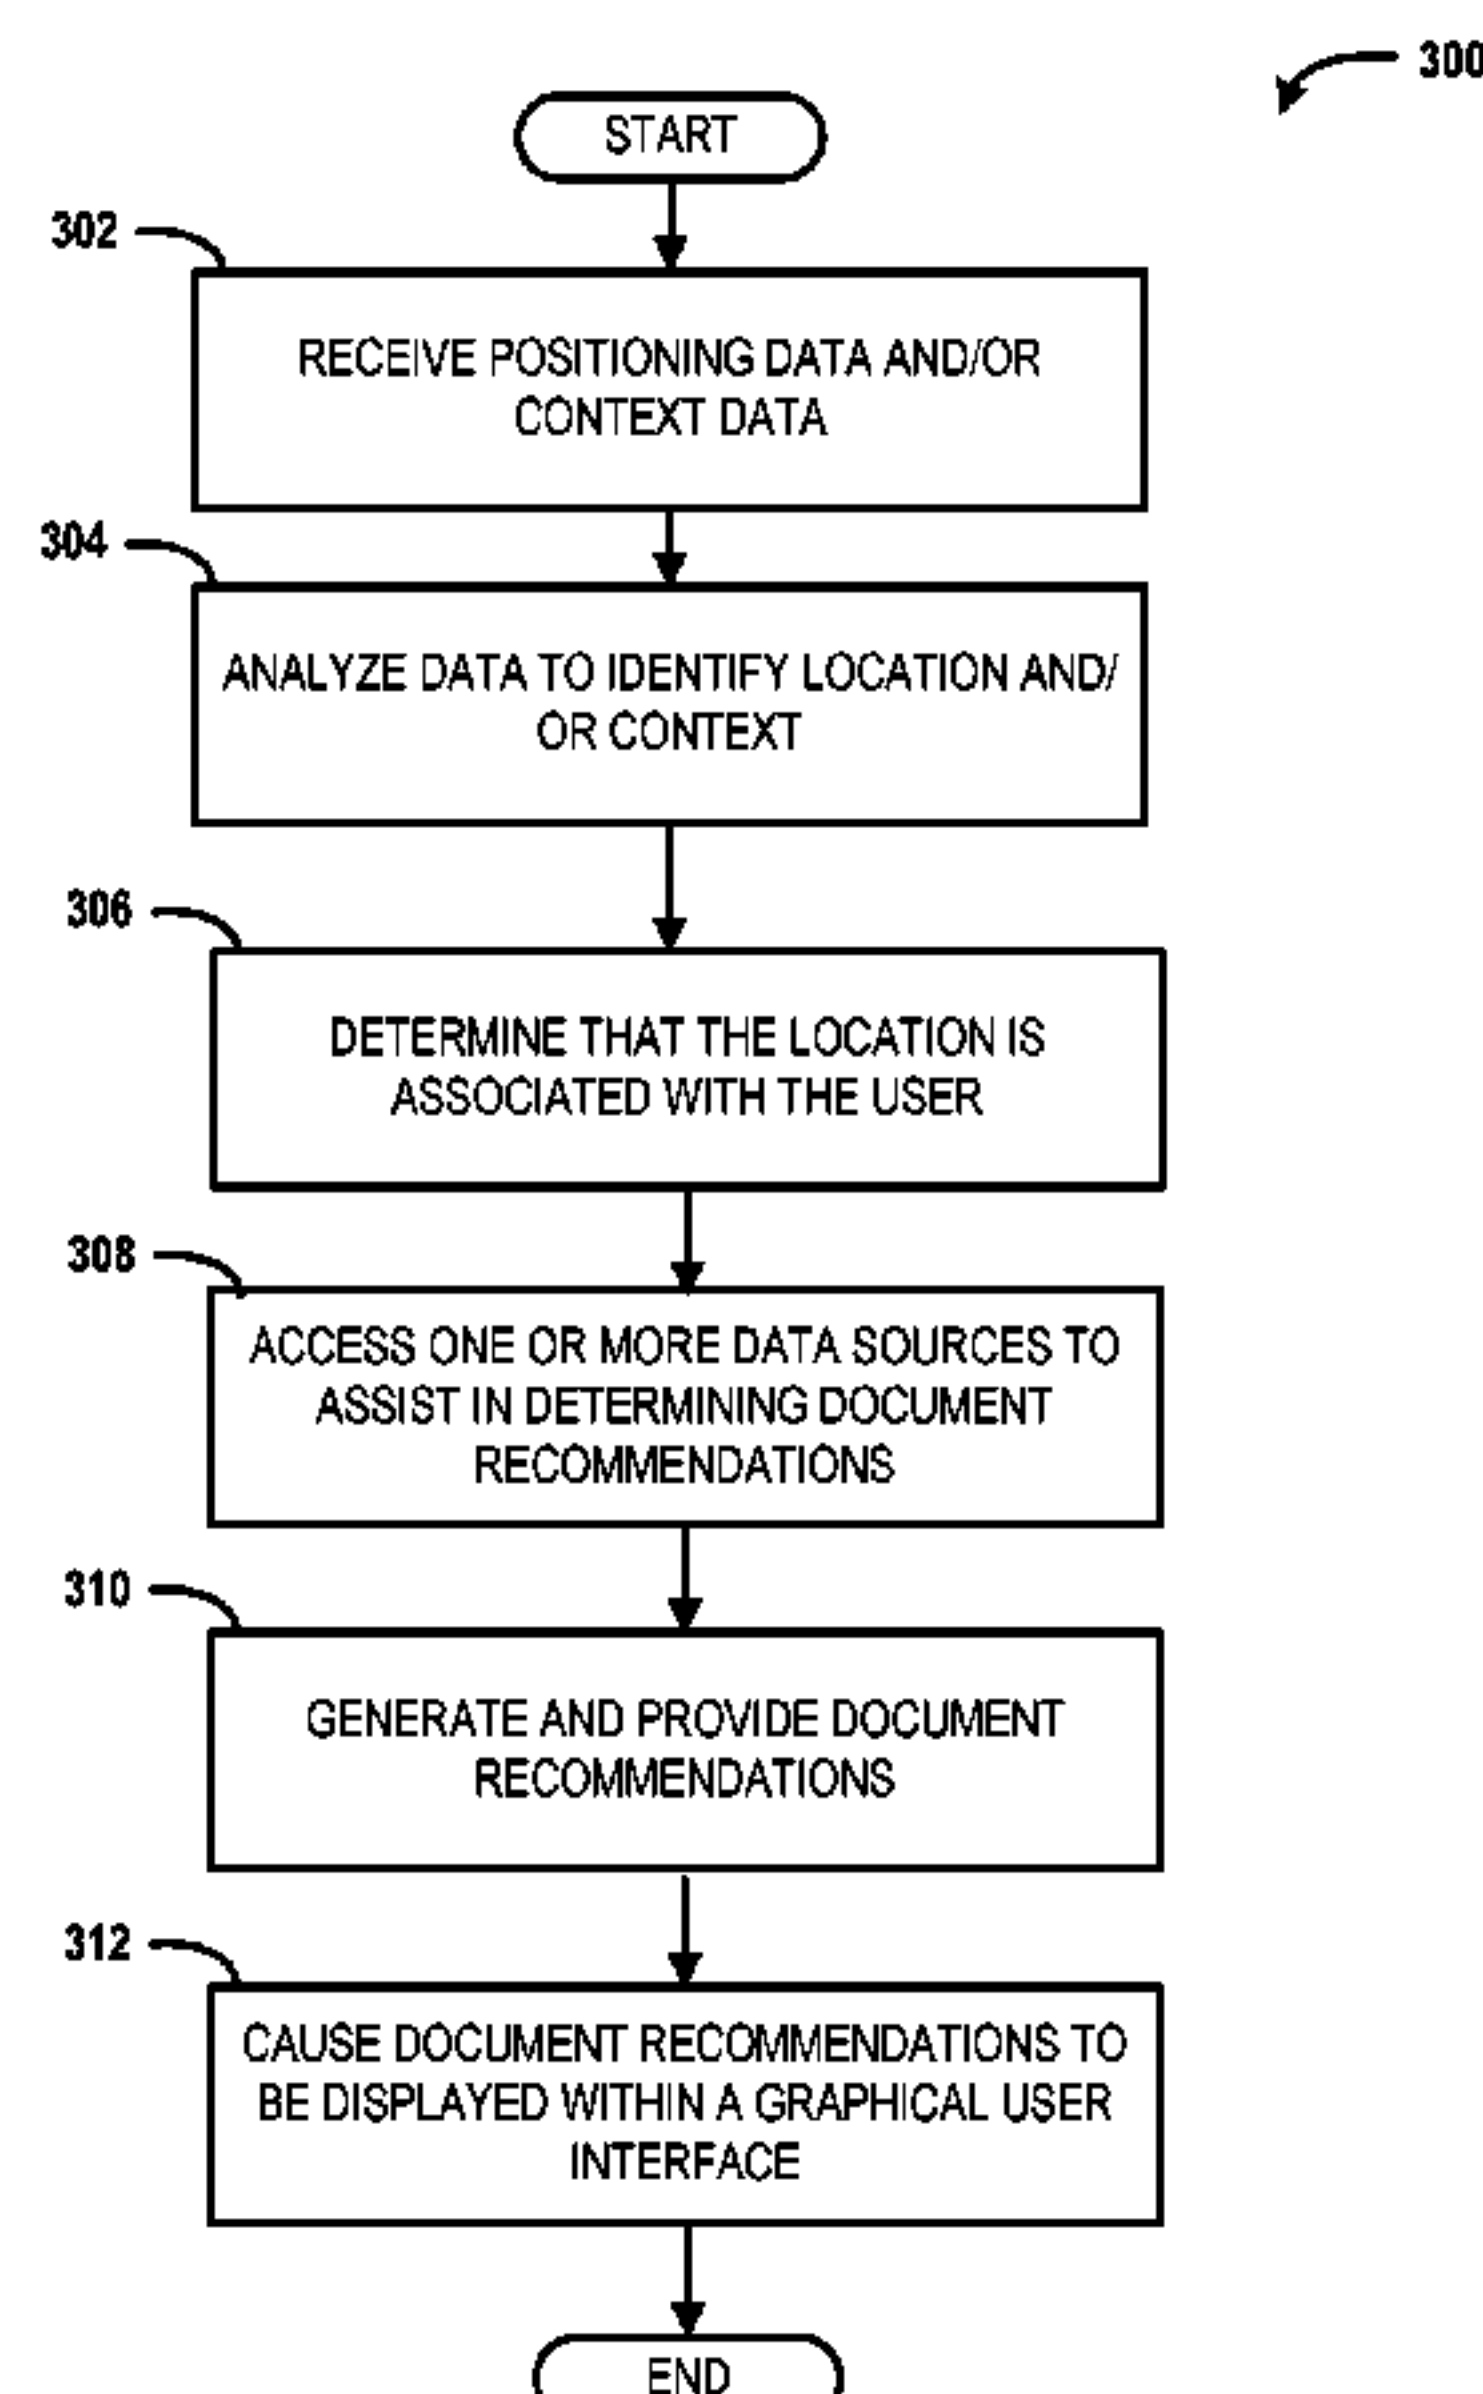 300
START
302
RECEIVE POSITIONING DATA AND/OR
CONTEXT DATA
304
ANALYZE DATA TO IDENTIFY LOCATION AND/
OR CONTEXT
306
DETERMINE THAT THE LOCATION IS
ASSOCIATED WITH THE USER
308
ACCESS ONE OR MORE DATA SOURCES TO
ASSIST IN DETERMINING DOCUMENT
RECOMMENDATIONS
310
GENERATE AND PROVIDE DOCUMENT
RECOMMENDATIONS
312
CAUSE DOCUMENT RECOMMENDATIONS TO
BE DISPLAYED WITHIN A GRAPHICAL USER
INTERFACE
END